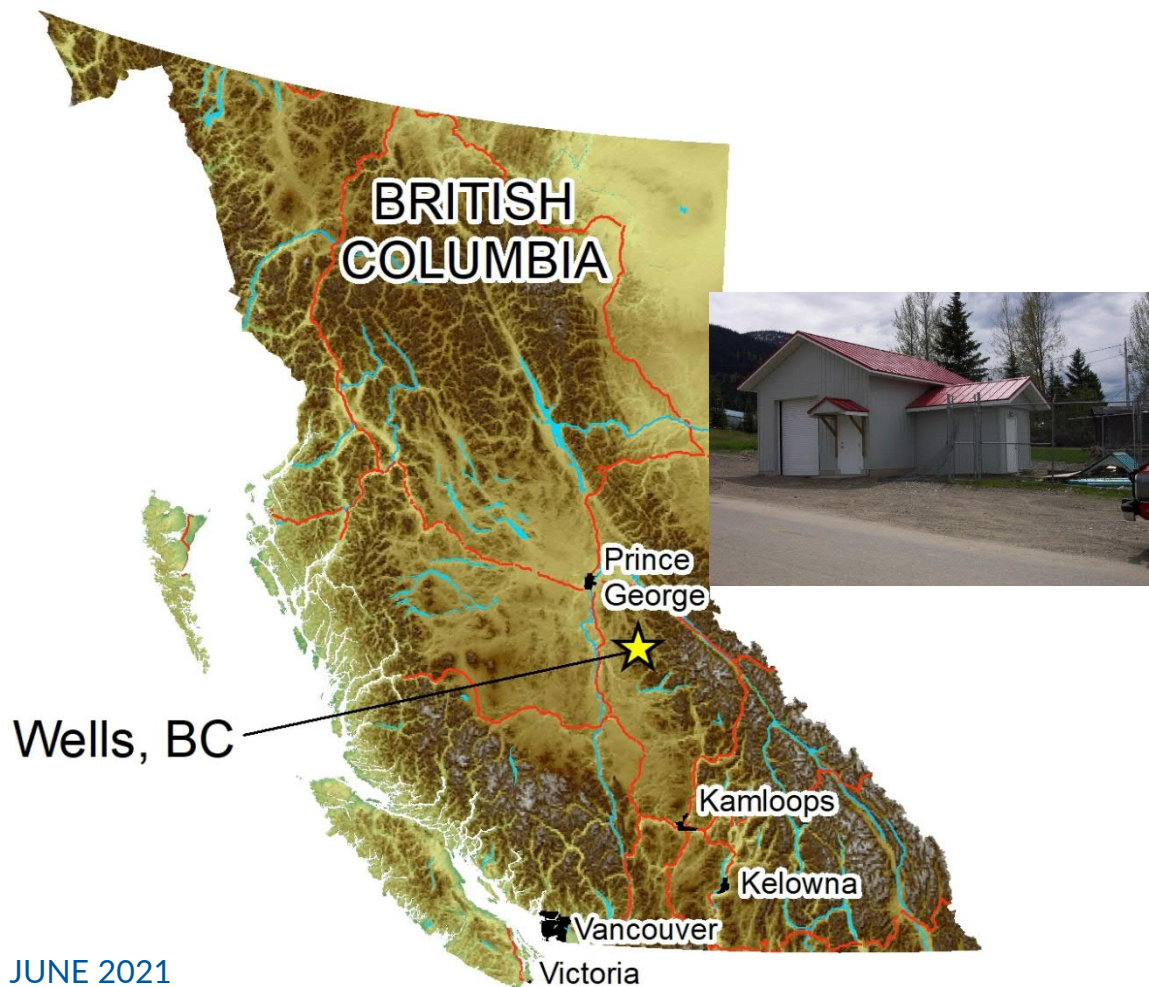 BRITISH
COLUMBIA
Prince
George
Wells, BC
Kamloops
Kelowna
Vancouver
JUNE 2021
Victoria